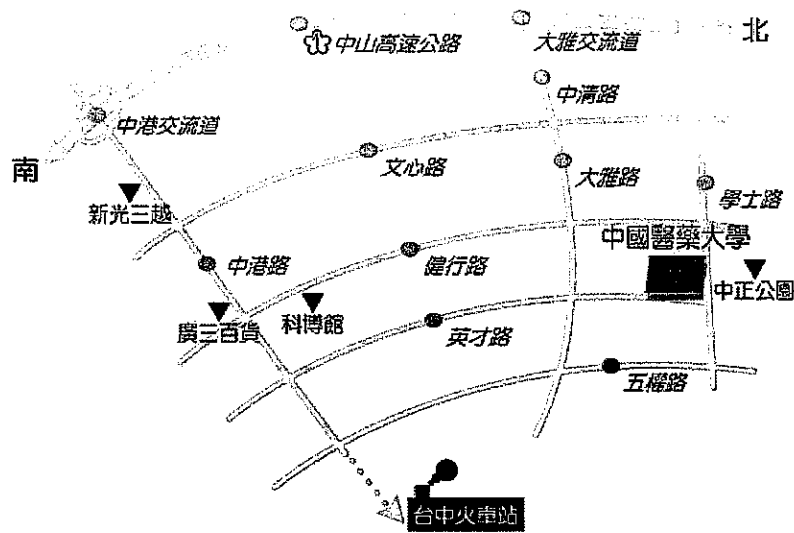 北
中山高速公路
大雅交流道
中清路
中港交流道
文心路
大雅路
南
學士路
新光三越
中國醫藥大學
中港路
健行路
中正公園
廣三百貨
科博館
英才路
五權路
台中火車站